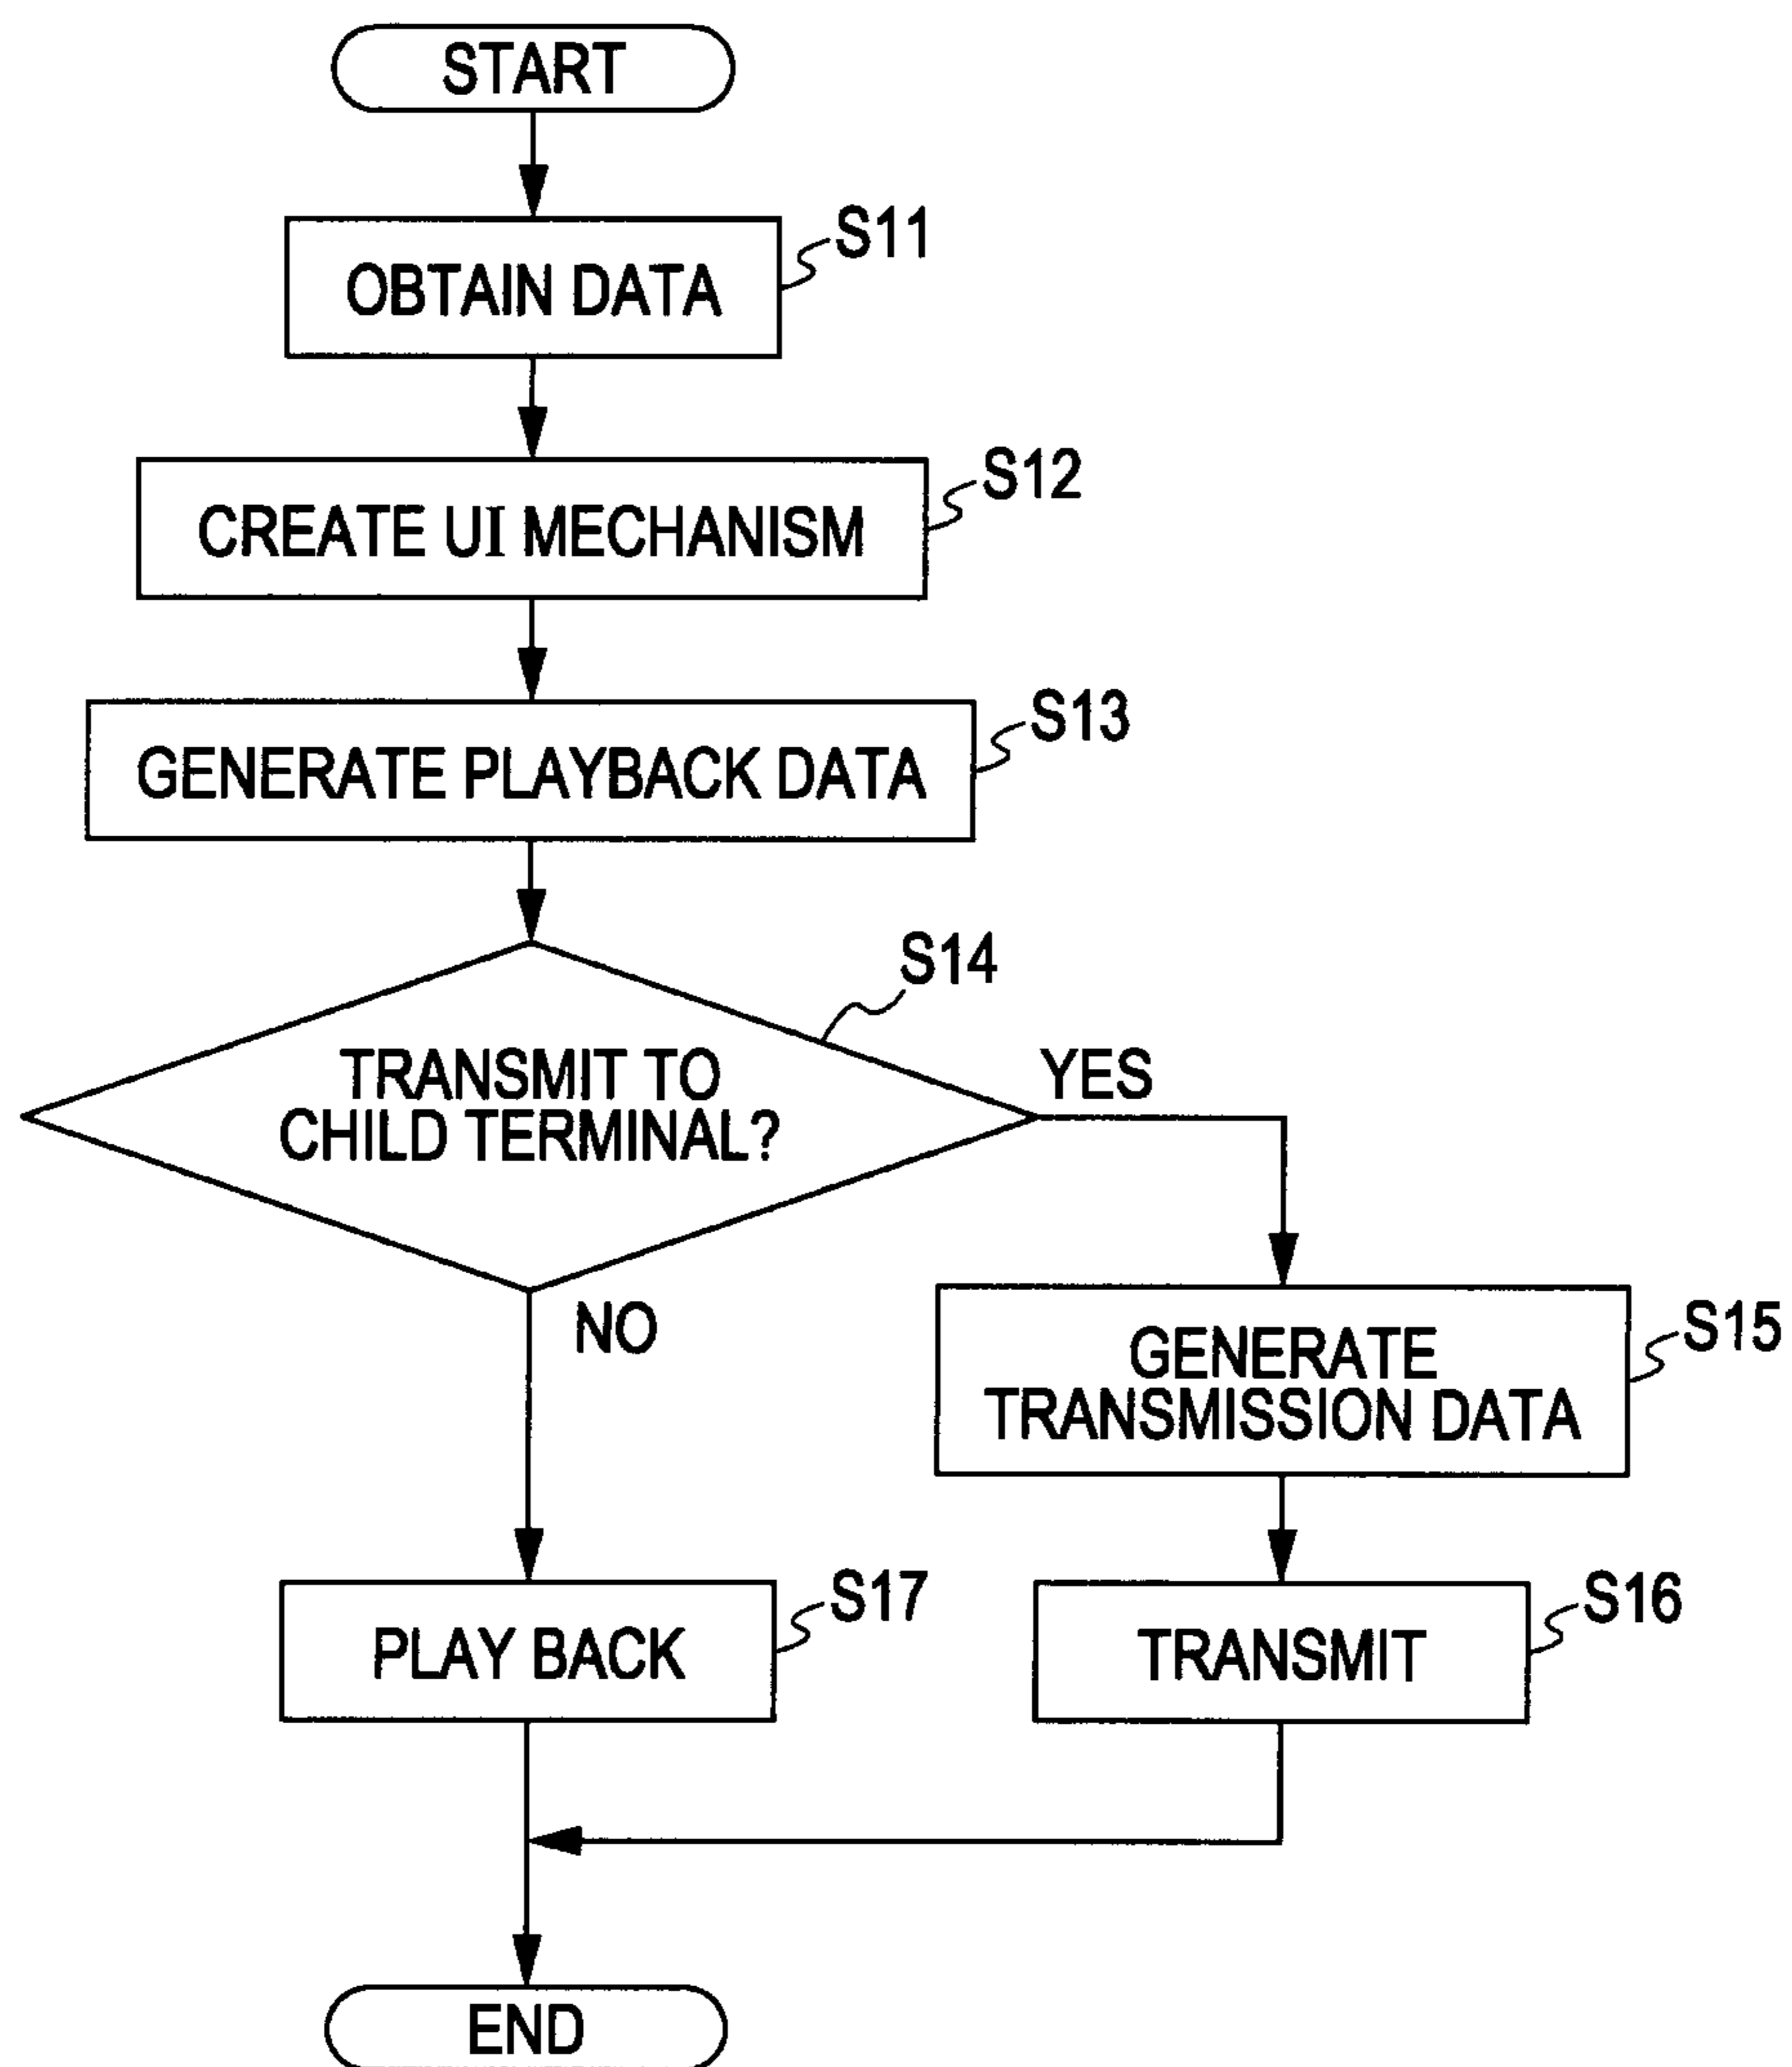 START
S11
OBTAIN DATA
S12
CREATE UI MECHANISM
S13
GENERATE PLAYBACK DATA
S14
TRANSMIT TO
CHILD TERMINAL?
YES
NO
S15
GENERATE
TRANSMISSION DATA
S17
PLAY BACK
S16
TRANSMIT
END